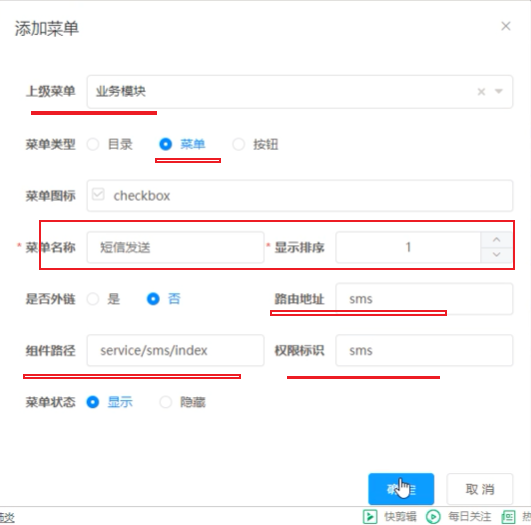 添加菜单
上级菜单 业务模块
菜单类型 目录 菜单 按钮
菜单图标 checkbox
* 菜单名称 短信发送 * 显示排序 1
是否外链 是 否 路由地址 sms
组件路径 service/sms/index 权限标识 sms
菜单状态 显示 隐藏
取消
快剪辑 每日关注